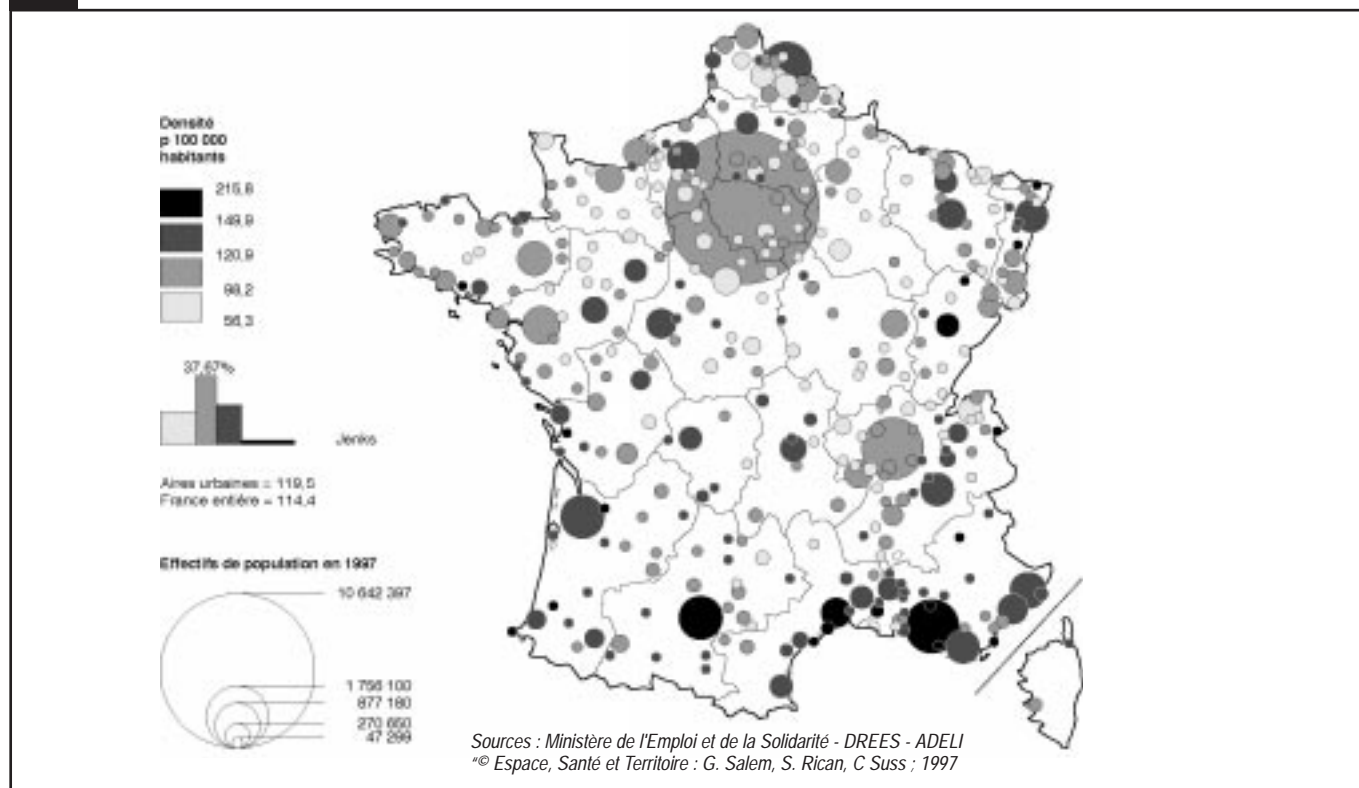 Densité
p 100 000
habitants
215,8
149,9
120,9
98,2
56,3
37,67%
Jenks
Aires urbaines = 119,5
France entière = 114,4
Effectifs de population en 1997
10 642 397
1 756 100
877 180
270 650
47 299
Sources : Ministère de l'Emploi et de la Solidarité - DREES - ADELI
"© Espace, Santé et Territoire : G. Salem, S. Rican, C Suss ; 1997